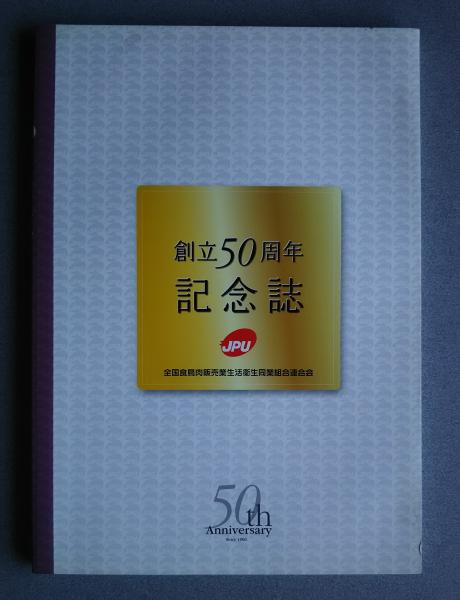 創立50周年
記念誌
JPU
全国食鳥肉販売業生活衛生同業組合連合会
50th
Anniversary